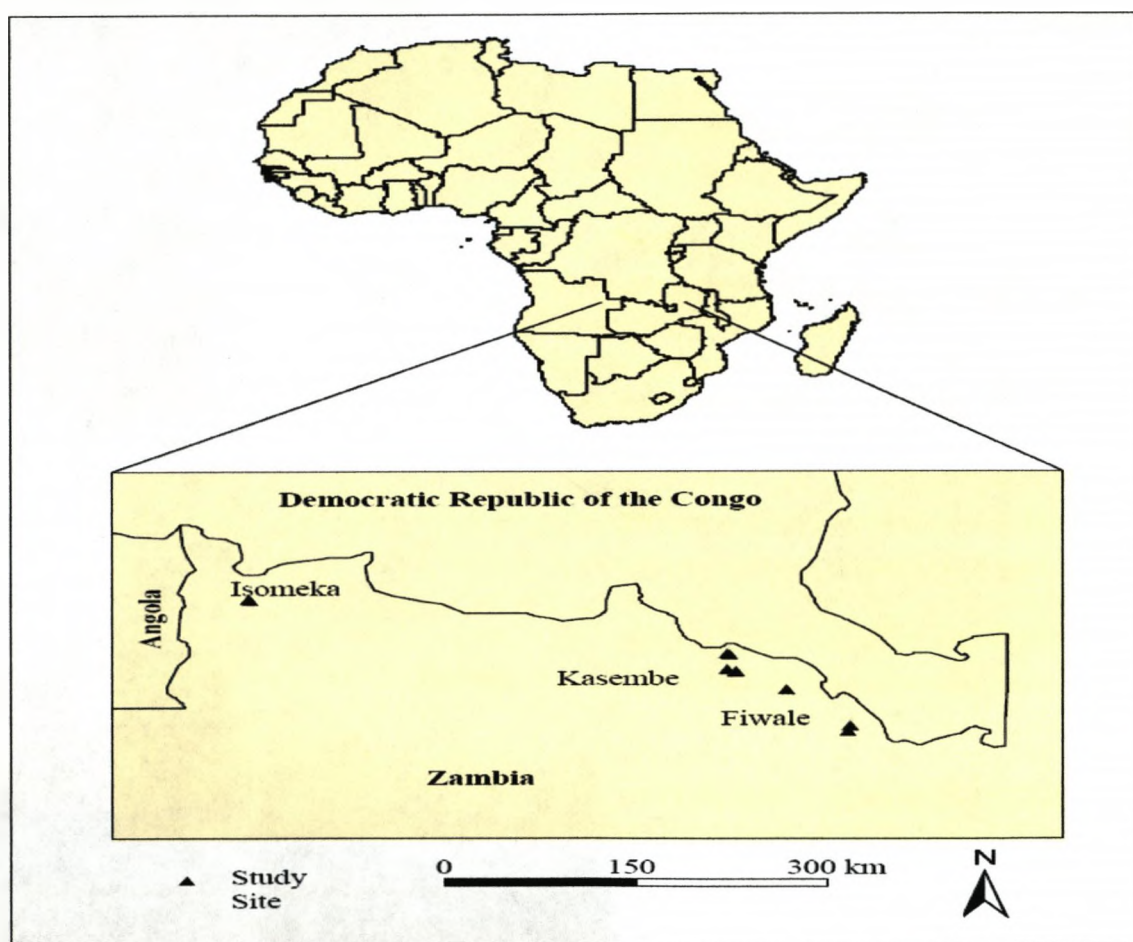 Democratic Republic of the Congo
Angola
Isomeka
Kasembe
Fiwale
Zambia
0 150 300 km
N
Study
Site